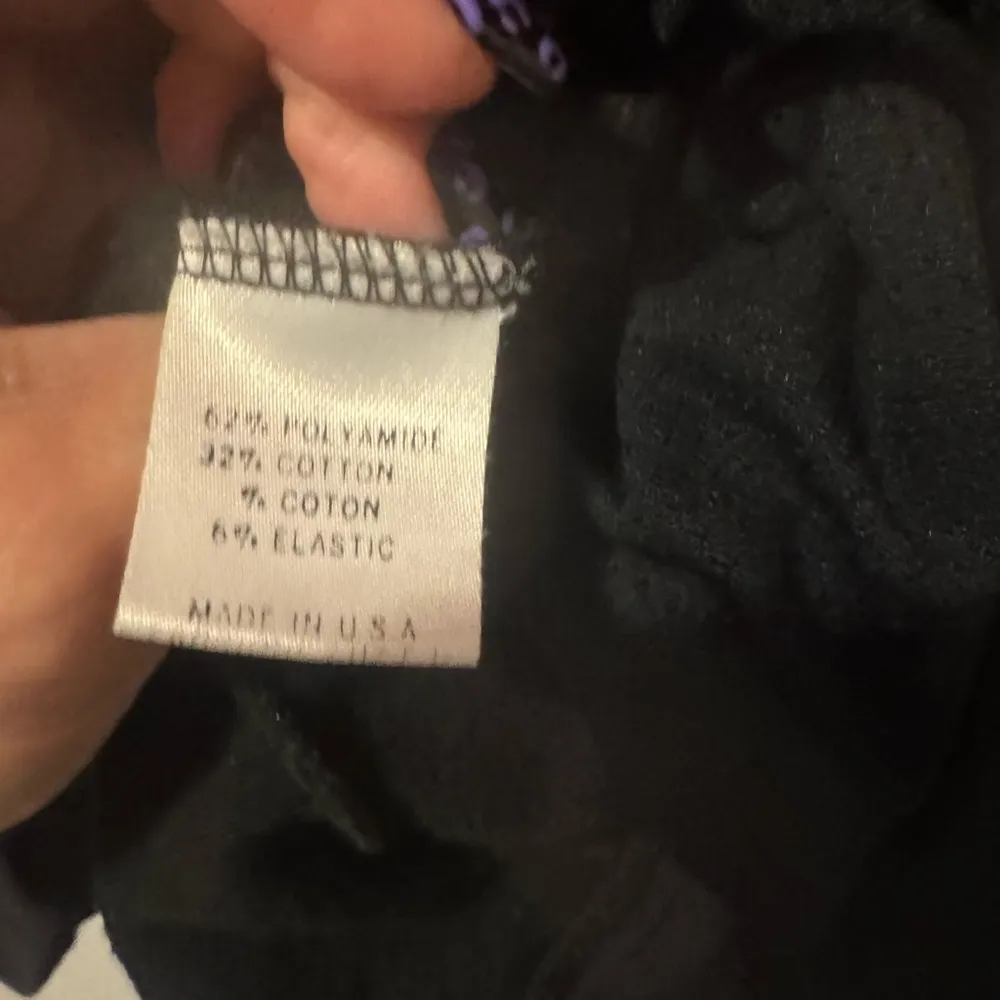 62% POLYAMIDE
32% COTTON
% COTON
6% ELASTIC
MADE IN U.S.A